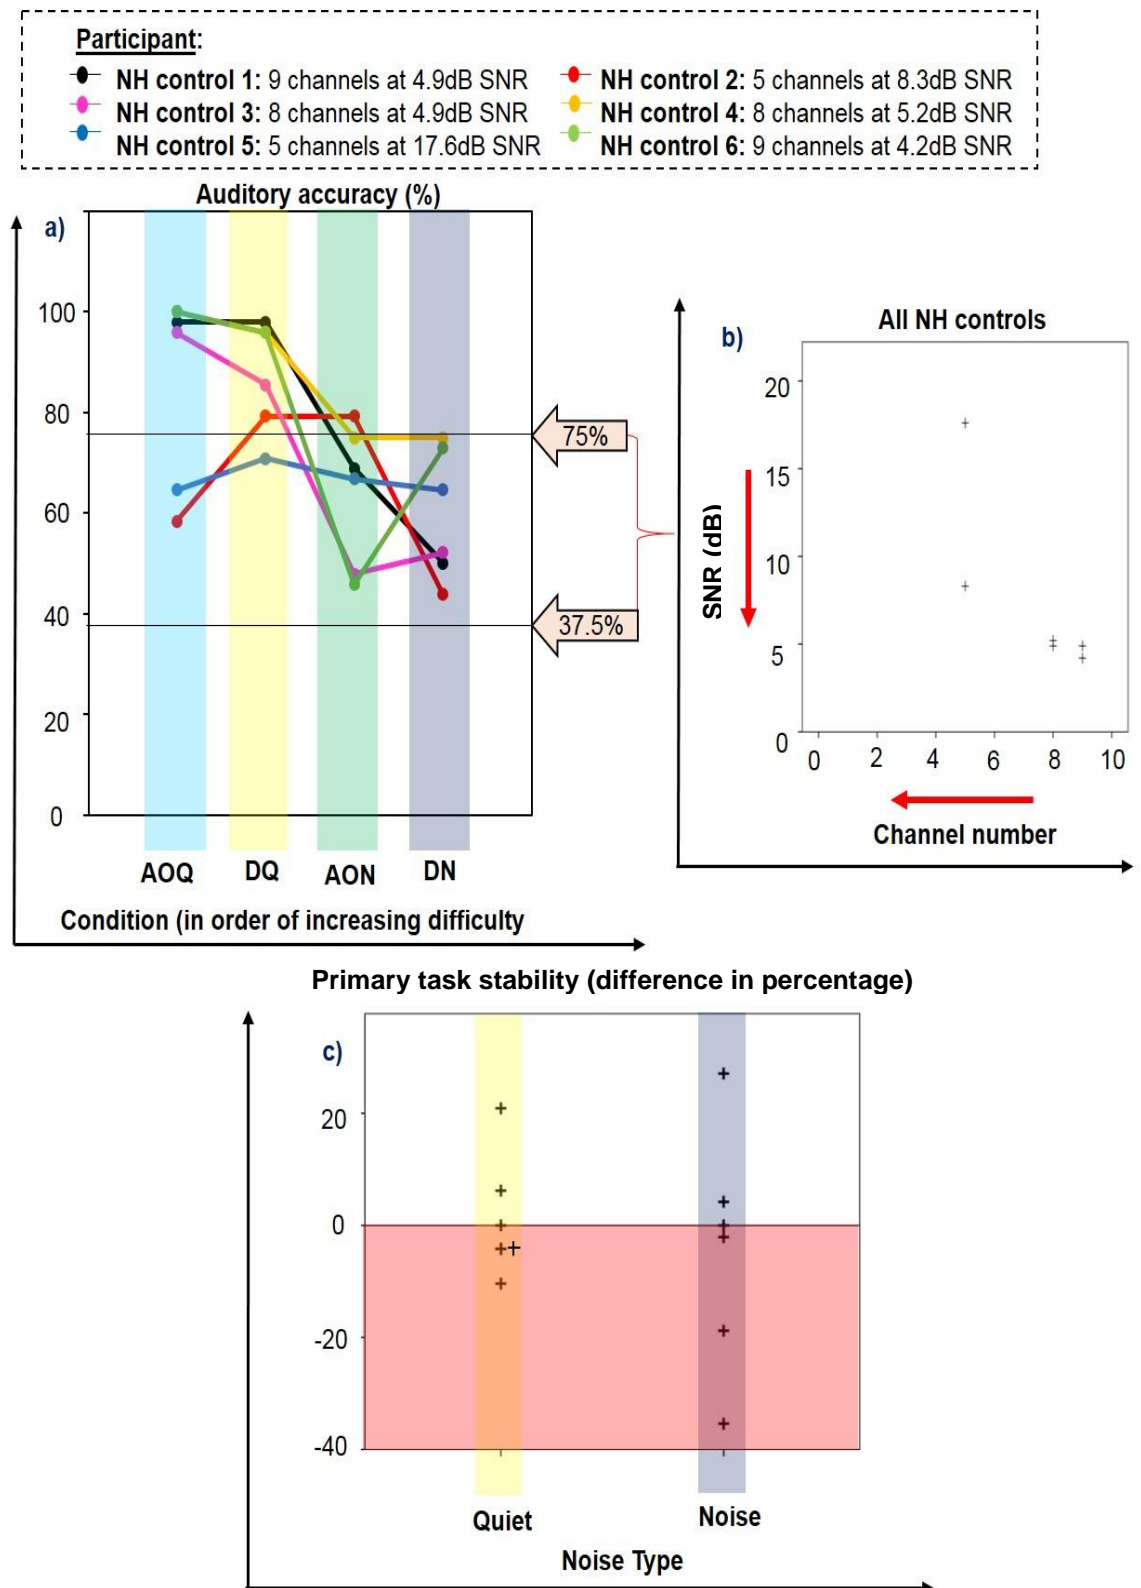 Participant:
NH control 1: 9 channels at 4.9dB SNR
NH control 2: 5 channels at 8.3dB SNR
NH control 3: 8 channels at 4.9dB SNR
NH control 4: 8 channels at 5.2dB SNR
NH control 5: 5 channels at 17.6dB SNR
NH control 6: 9 channels at 4.2dB SNR
Auditory accuracy (%)
a)
100
80
60
40
20
0
75%
37.5%
AOQ DQ AON DN
Condition (in order of increasing difficulty
All NH controls
b)
20
15
10
5
0
SNR (dB)
0 2 4 6 8 10
Channel number
Primary task stability (difference in percentage)
c)
20
0
-20
-40
Quiet Noise
Noise Type